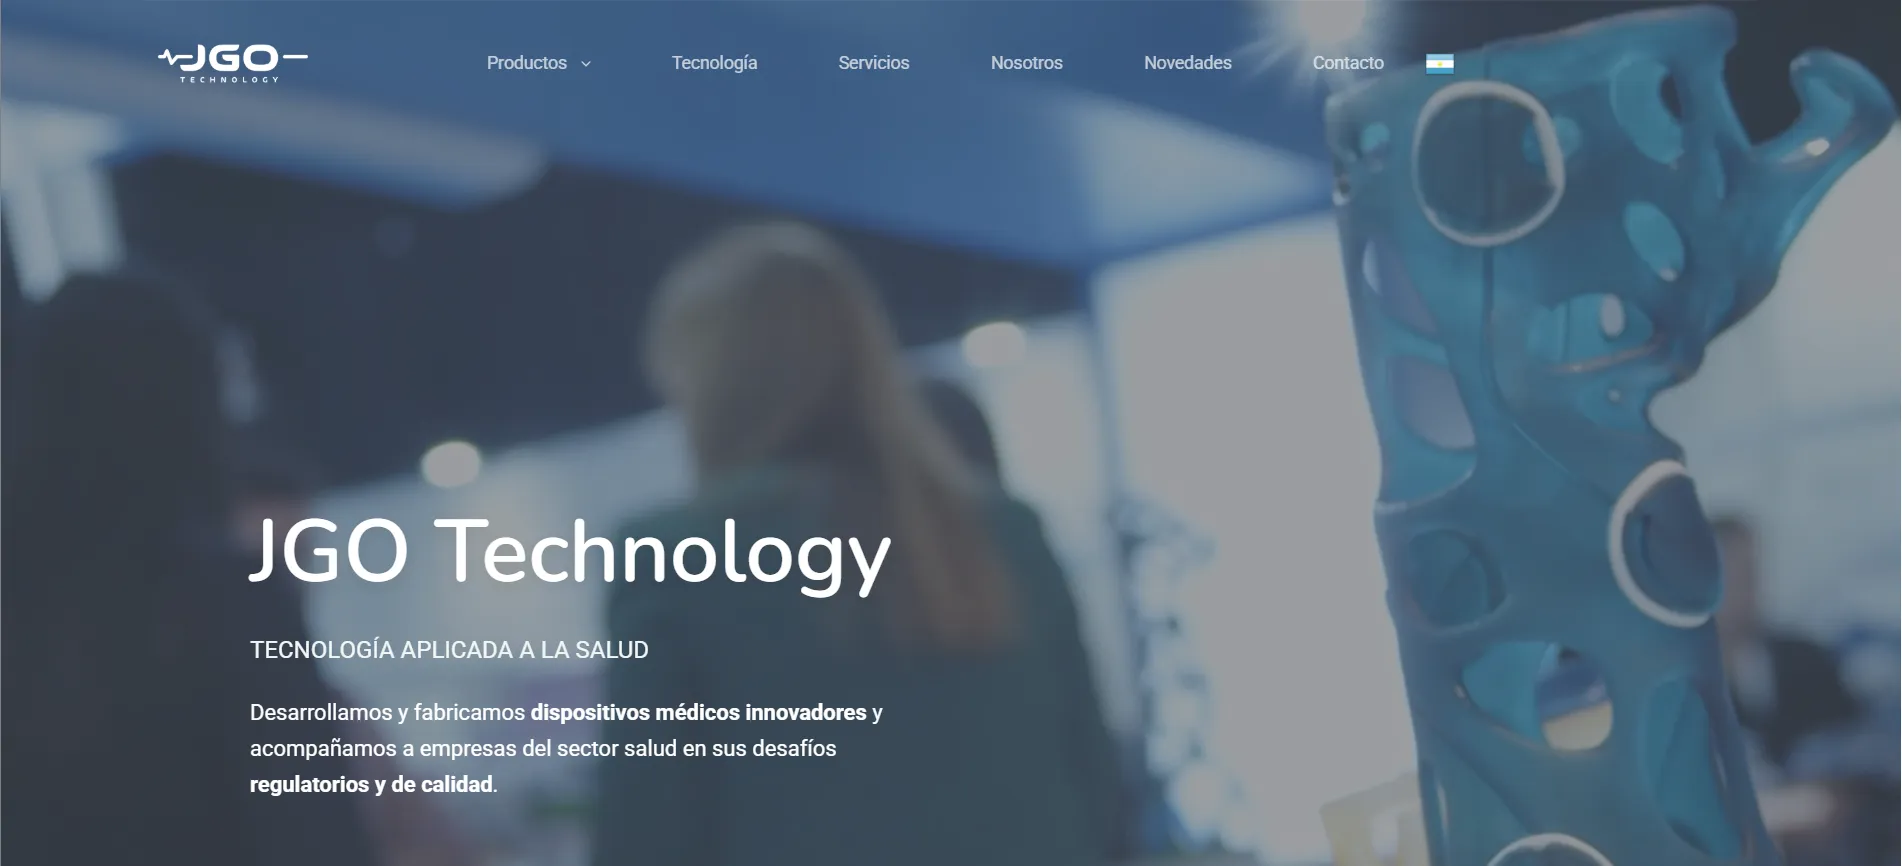 JGO
TECHNOLOGY
Productos
Tecnología
Servicios
Nosotros
Novedades
Contacto
JGO Technology
TECNOLOGÍA APLICADA A LA SALUD
Desarrollamos y fabricamos dispositivos médicos innovadores y
acompañamos a empresas del sector salud en sus desafíos
regulatorios y de calidad.